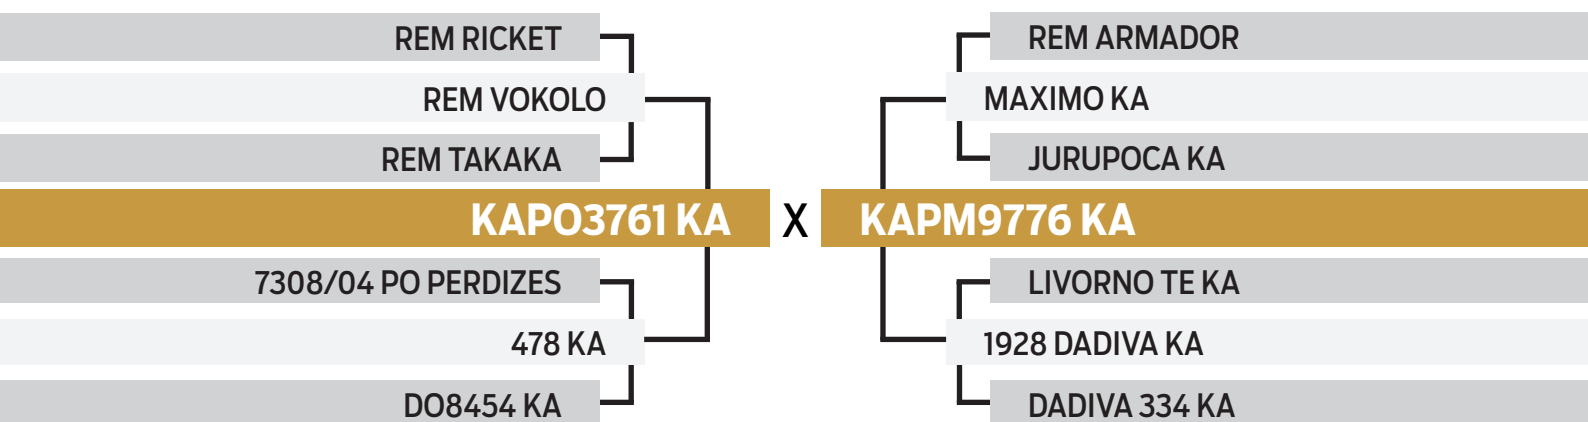 REM RICKET
REM ARMADOR
REM VOKOLO
MAXIMO KA
REM TAKAKA
JURUPOCA KA
KAPO3761 KA X KAPM9776 KA
7308/04 PO PERDIZES
LIVORNO TE KA
478 KA
1928 DADIVA KA
DO8454 KA
DADIVA 334 KA